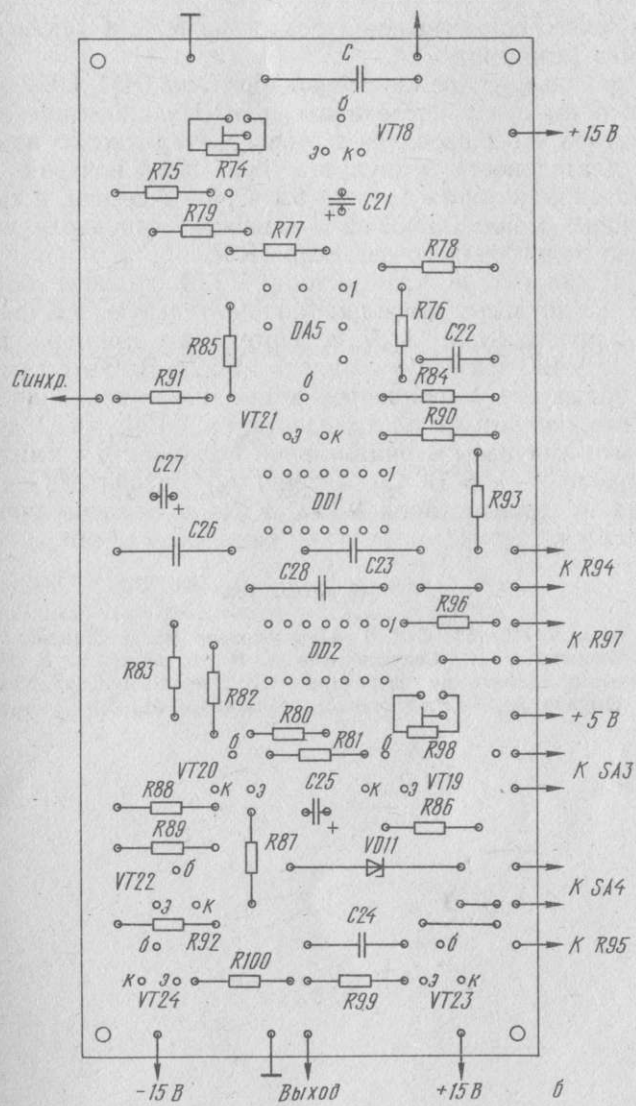 C
б
VT18
Э К
+15 В
R74
R75
C21
+
R79
R77
R78
1
R76
DA5
R85
C22
Синхр.
R91
б
R84
VT21
Э К
R90
C27
+
1
DD1
R93
C26
C23
К R94
C28
R96
1
К R97
DD2
R83
R82
+5 В
R80
R98
б
R81
б
К SA3
VT20
К Э
C25
К Э
VT19
R88
+
R86
R89
R87
VD11
VT22
б
К SA4
Э К
R92
C24
б
б
К R95
К Э
R100
R99
Э К
VT24
VT23
-15 В
Выход
+15 В
б